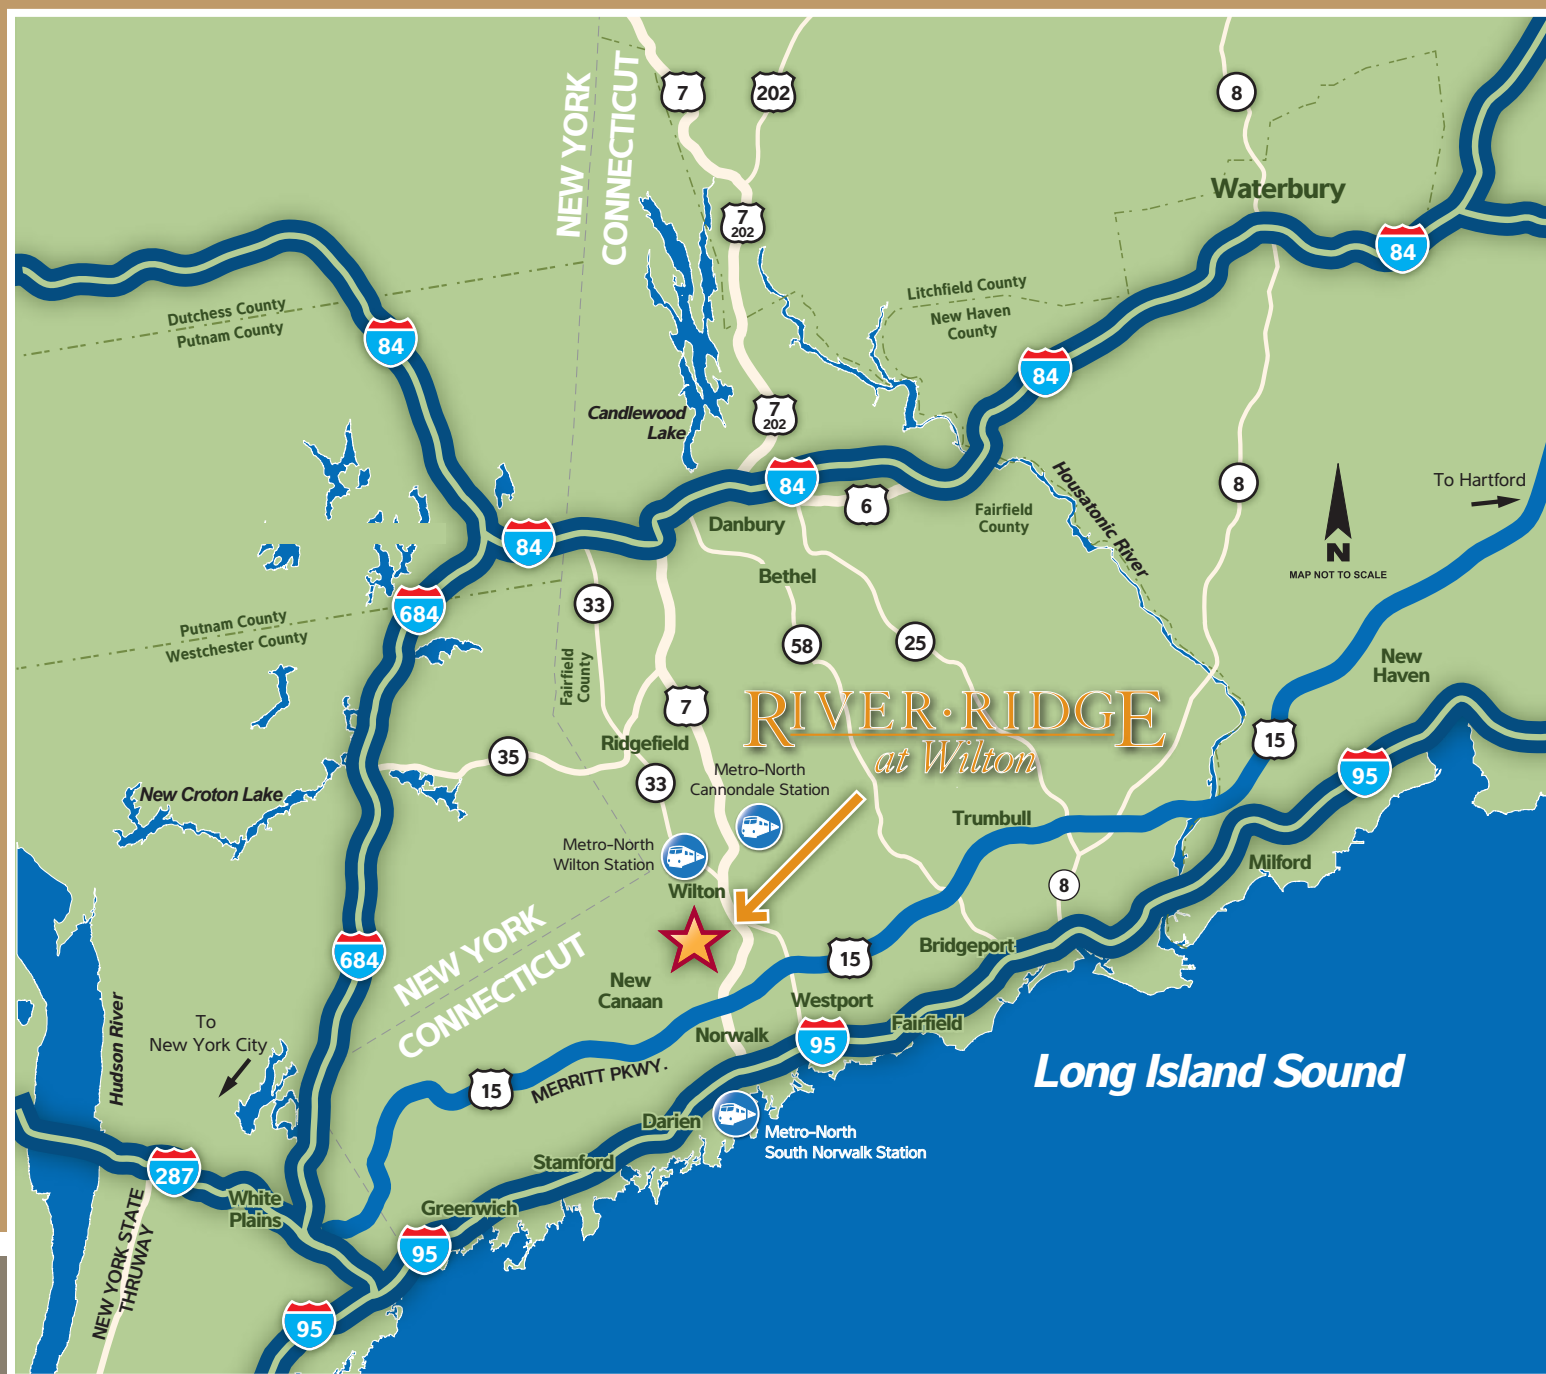 NEW YORK
CONNECTICUT
7
202
8
7
202
Waterbury
84
Dutchess County
Putnam County
84
Litchfield County
New Haven
County
84
Candlewood
Lake
7
202
84
6
8
To Hartford
Danbury
Fairfield
County
Housatonic River
N
MAP NOT TO SCALE
84
Bethel
684
33
Putnam County
Westchester County
58
25
Fairfield
County
New
Haven
7
RIVER·RIDGE
at Wilton
Ridgefield
35
15
95
33
Metro-North
Cannondale Station
New Croton Lake
Trumbull
Metro-North
Wilton Station
Milford
Wilton
8
NEW YORK
CONNECTICUT
684
15
Bridgeport
New
Canaan
Westport
Hudson River
To
New York City
Norwalk
95
Fairfield
Long Island Sound
15
MERRITT PKWY.
Darien
Metro-North
South Norwalk Station
287
Stamford
White
Plains
Greenwich
NEW YORK STATE
THRUWAY
95
95